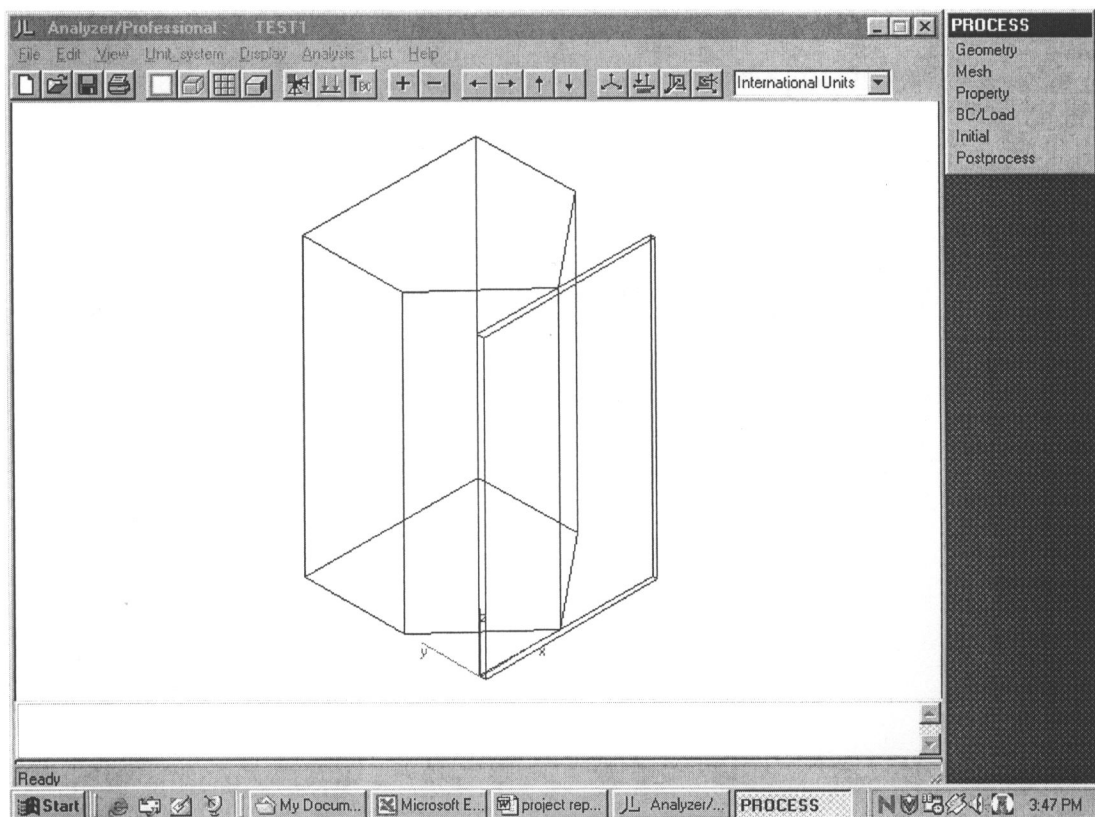 JL Analyzer/Professional : TEST1
File Edit View Unit_system Display Analysis List Help
International Units
PROCESS
Geometry
Mesh
Property
BC/Load
Initial
Postprocess
z
y x
Ready
Start My Docum... Microsoft E... project rep... JL Analyzer/... PROCESS N 3:47 PM